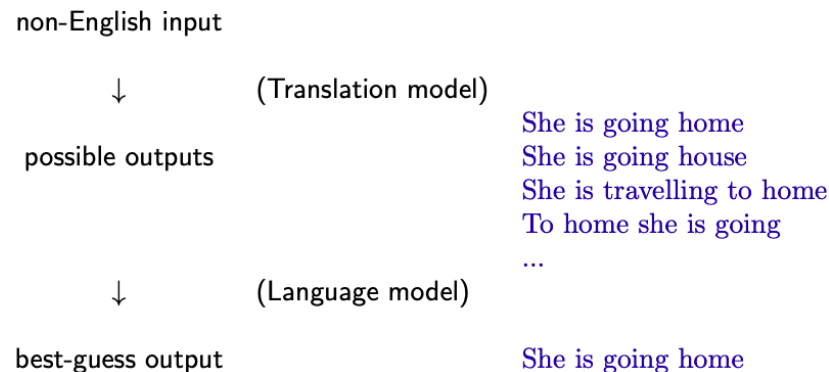 non-English input
↓ (Translation model)
She is going home
possible outputs She is going house
She is travelling to home
To home she is going
...
↓ (Language model)
best-guess output She is going home